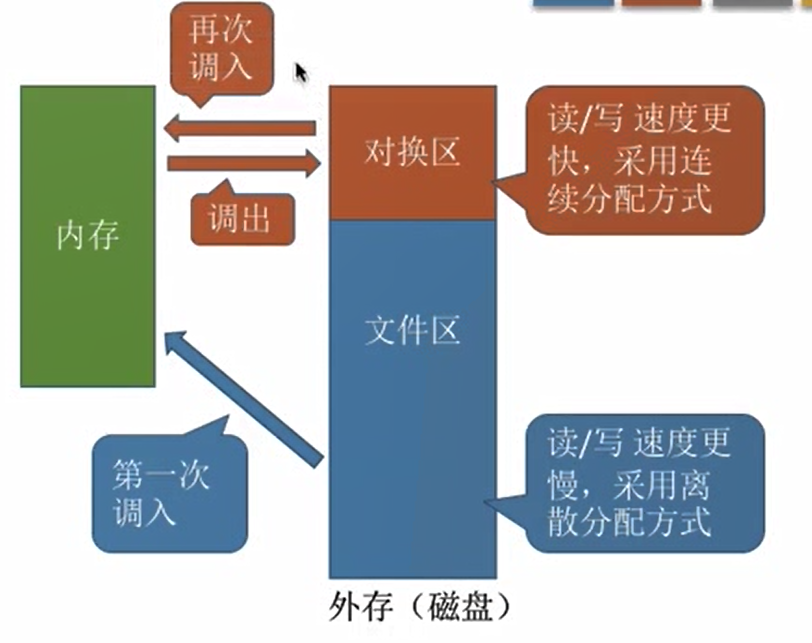 再次
调入
对换区
读/写 速度更
快，采用连
续分配方式
调出
内存
文件区
第一次
调入
读/写 速度更
慢，采用离
散分配方式
外存（磁盘）